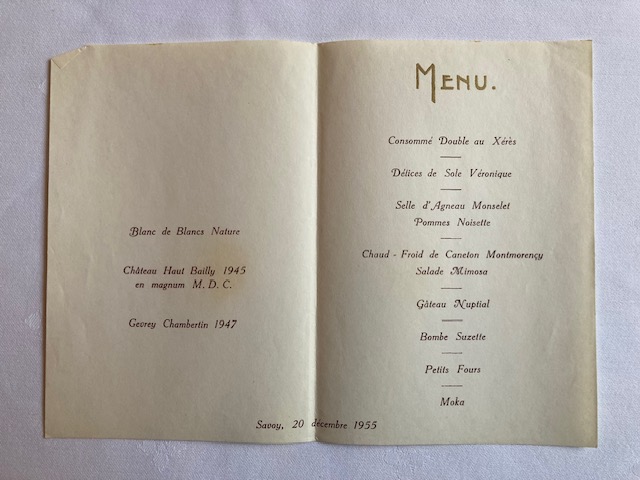 Blanc de Blancs Nature
Château Haut Bailly 1945
en magnum M. D. C.
Gevrey Chambertin 1947
MENU.
Consommé Double au Xérès
Délices de Sole Véronique
Selle d'Agneau Monselet
Pommes Noisette
Chaud - Froid de Caneton Montmorençy
Salade Mimosa
Gâteau Nuptial
Bombe Suzette
Petits Fours
Moka
Savoy, 20 décembre 1955